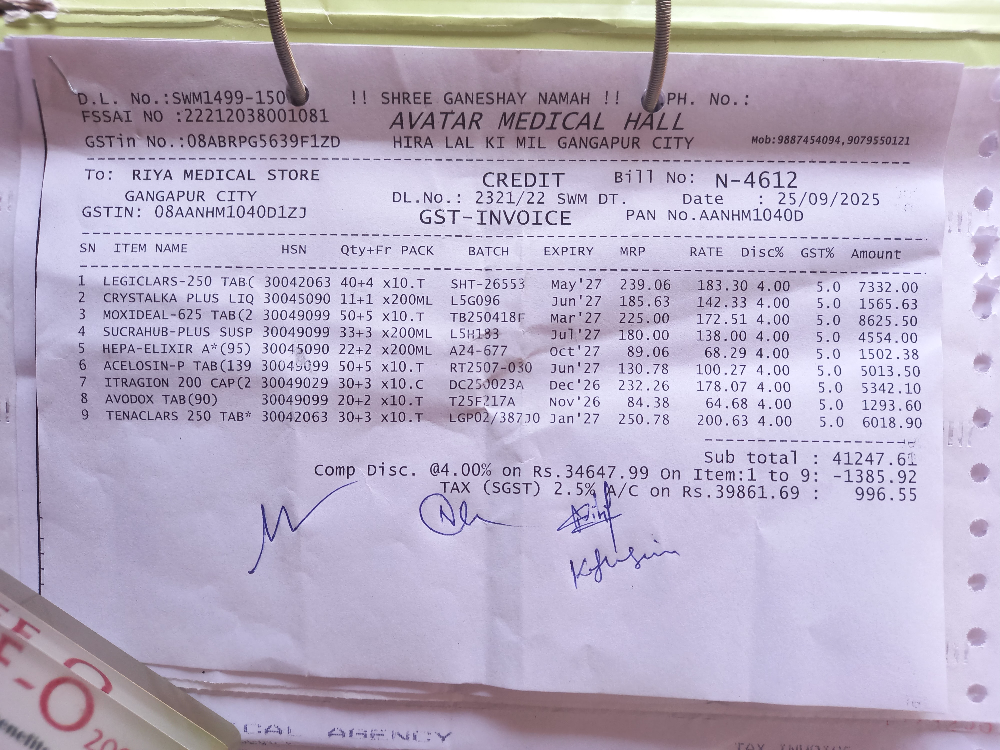 D.L. No.:SWM1499-150 !! SHREE GANESHAY NAMAH !! PH. No.:
FSSAI NO :22212038001081 AVATAR MEDICAL HALL
GSTin No.:08ABRPG5639F1ZD HIRA LAL KI MIL GANGAPUR CITY Mob:9887454094,9079550121
To: RIYA MEDICAL STORE CREDIT Bill No: N-4612
GANGAPUR CITY DL.No.: 2321/22 SWM DT. Date : 25/09/2025
GSTIN: 08AANHM1040D1ZJ GST-INVOICE PAN No.AANHM1040D
SN ITEM NAME HSN Qty+Fr PACK BATCH EXPIRY MRP RATE Disc% GST% Amount
1 LEGICLARS-250 TAB( 30042063 40+4 x10.T SHT-26553 May'27 239.06 183.30 4.00 5.0 7332.00
2 CRYSTALKA PLUS LIQ 30045090 11+1 x200ML L5G096 Jun'27 185.63 142.33 4.00 5.0 1565.63
3 MOXIDEAL-625 TAB(2 30049099 50+5 x10.T TB250418F Mar'27 225.00 172.51 4.00 5.0 8625.50
4 SUCRAHUB-PLUS SUSP 30049099 33+3 x200ML L5H183 Jul'27 180.00 138.00 4.00 5.0 4554.00
5 HEPA-ELIXIR A*(95) 30045090 22+2 x200ML A24-677 Oct'27 89.06 68.29 4.00 5.0 1502.38
6 ACELOSIN-P TAB(139 30049099 50+5 x10.T RT2507-030 Jun'27 130.78 100.27 4.00 5.0 5013.50
7 ITRAGION 200 CAP(2 30049029 30+3 x10.C DC250023A Dec'26 232.26 178.07 4.00 5.0 5342.10
8 AVODOX TAB(90) 30049099 20+2 x10.T T25F217A Nov'26 84.38 64.68 4.00 5.0 1293.60
9 TENACLARS 250 TAB* 30042063 30+3 x10.T LGP02/38730 Jan'27 250.78 200.63 4.00 5.0 6018.90
Sub total : 41247.61
Comp Disc. @4.00% on Rs.34647.99 On Item:1 to 9: -1385.92
TAX (SGST) 2.5% A/C on Rs.39861.69 : 996.55
CAL AGENCY